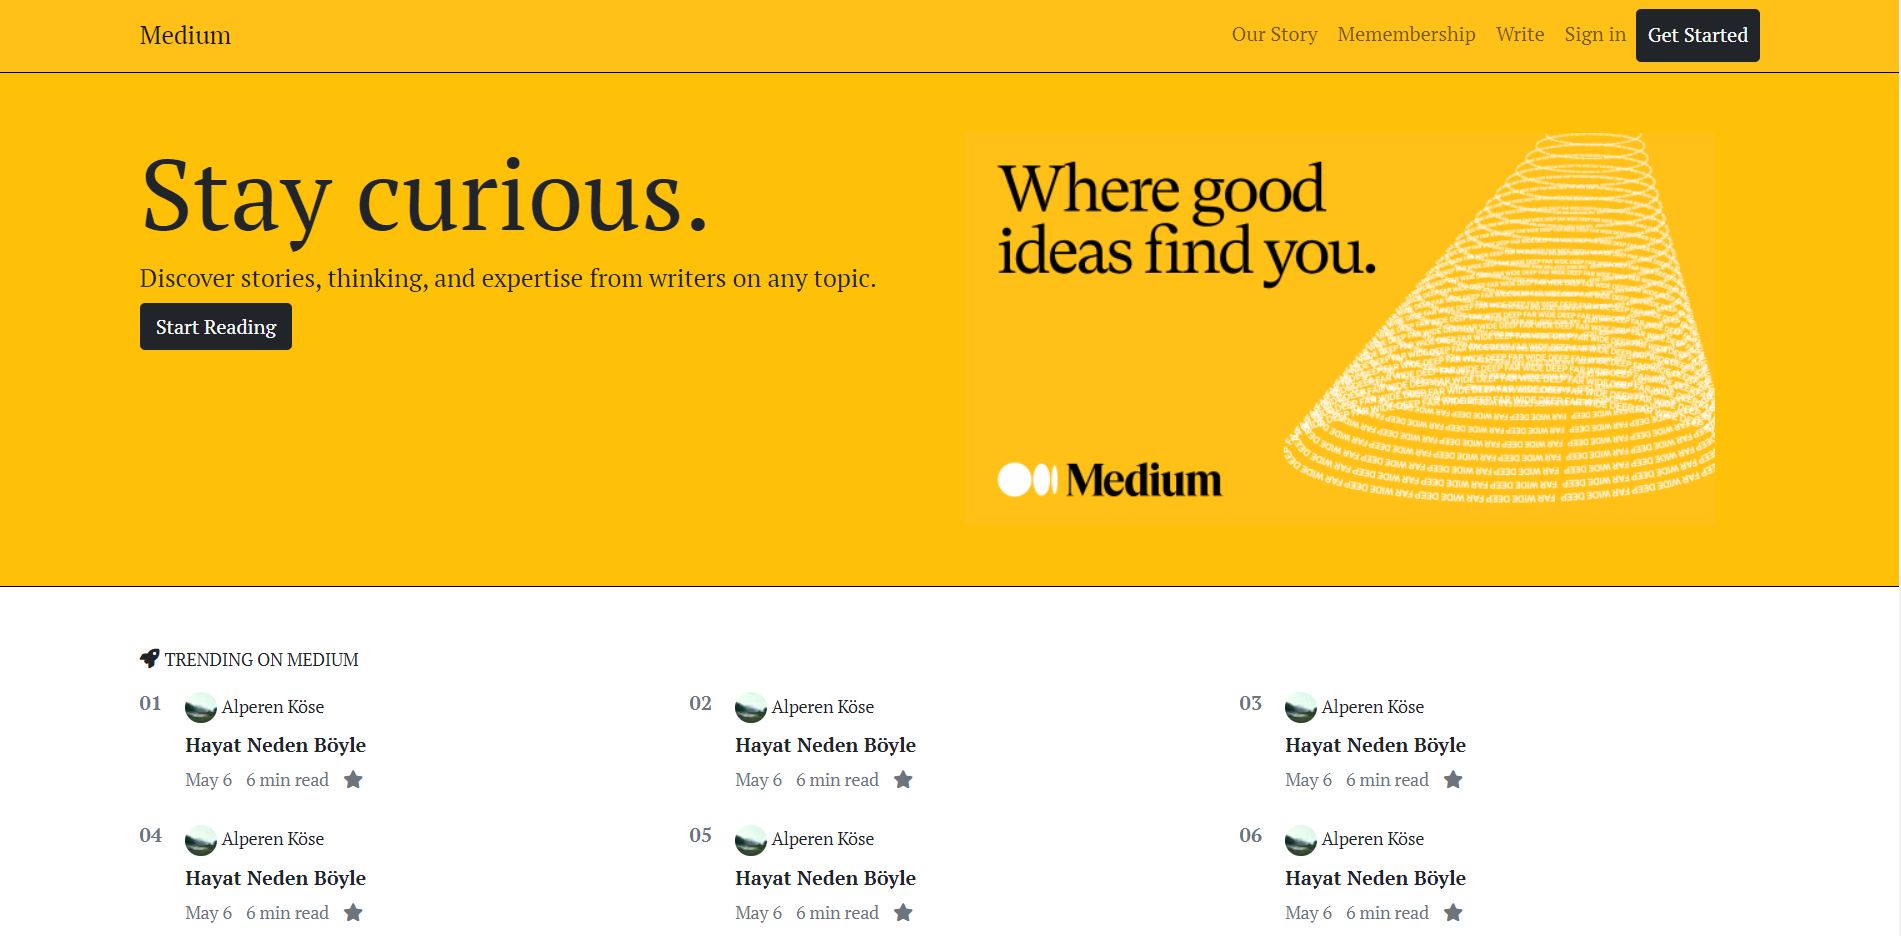 Medium
Our Story Memembership Write Sign in Get Started
Stay curious.
Discover stories, thinking, and expertise from writers on any topic.
Start Reading
Where good
ideas find you.
Medium
TRENDING ON MEDIUM
01 Alperen Köse
Hayat Neden Böyle
May 6 6 min read
02 Alperen Köse
Hayat Neden Böyle
May 6 6 min read
03 Alperen Köse
Hayat Neden Böyle
May 6 6 min read
04 Alperen Köse
Hayat Neden Böyle
May 6 6 min read
05 Alperen Köse
Hayat Neden Böyle
May 6 6 min read
06 Alperen Köse
Hayat Neden Böyle
May 6 6 min read